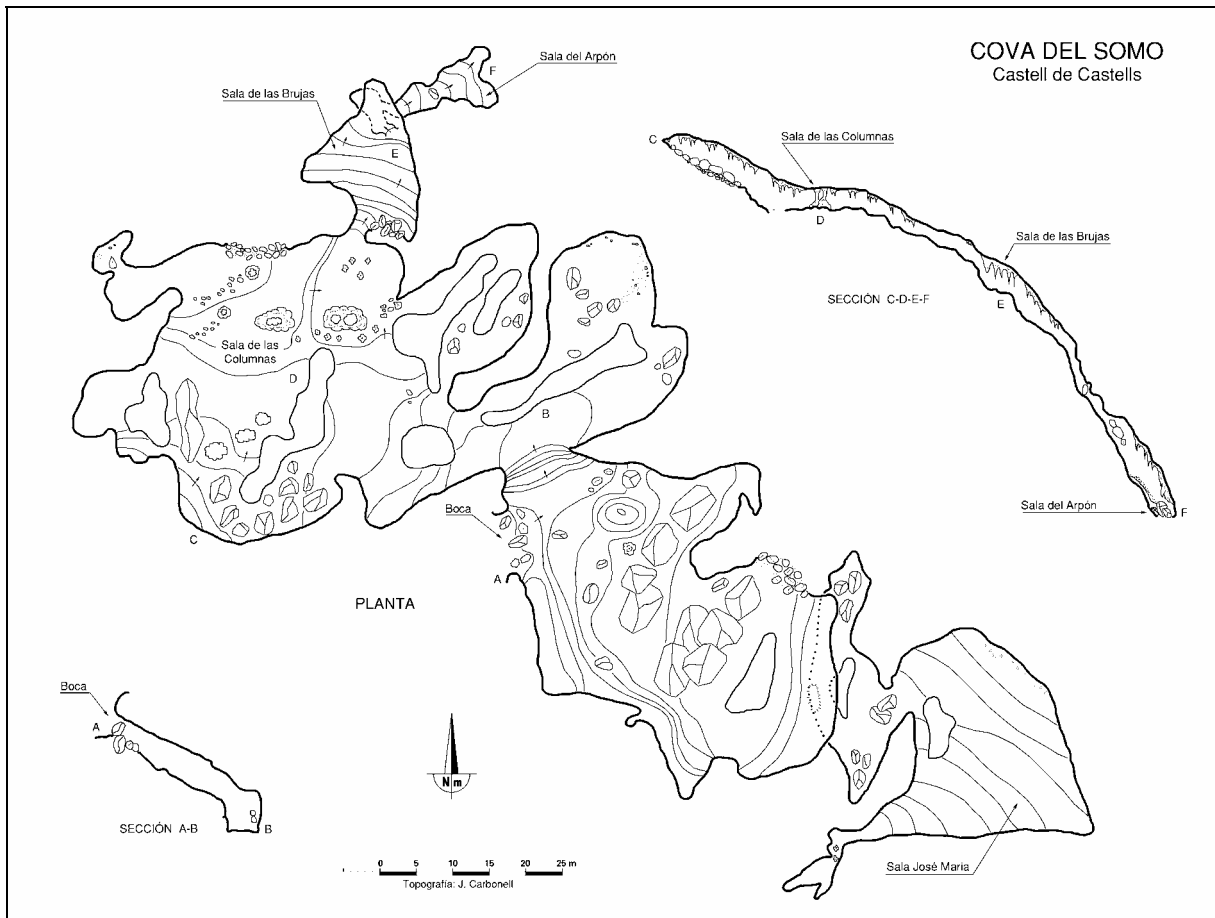 COVA DEL SOMO
Castell de Castells
Sala del Arpón
F
Sala de las Brujas
E
C
Sala de las Columnas
D
Sala de las Brujas
SECCIÓN C-D-E-F
E
Sala del Arpón
F
Sala de las
Columnas
D
B
C
Boca
A
PLANTA
Boca
A
SECCIÓN A-B
B
N m
0 5 10 15 20 25 m
Topografía: J. Carbonell
Sala José Maria